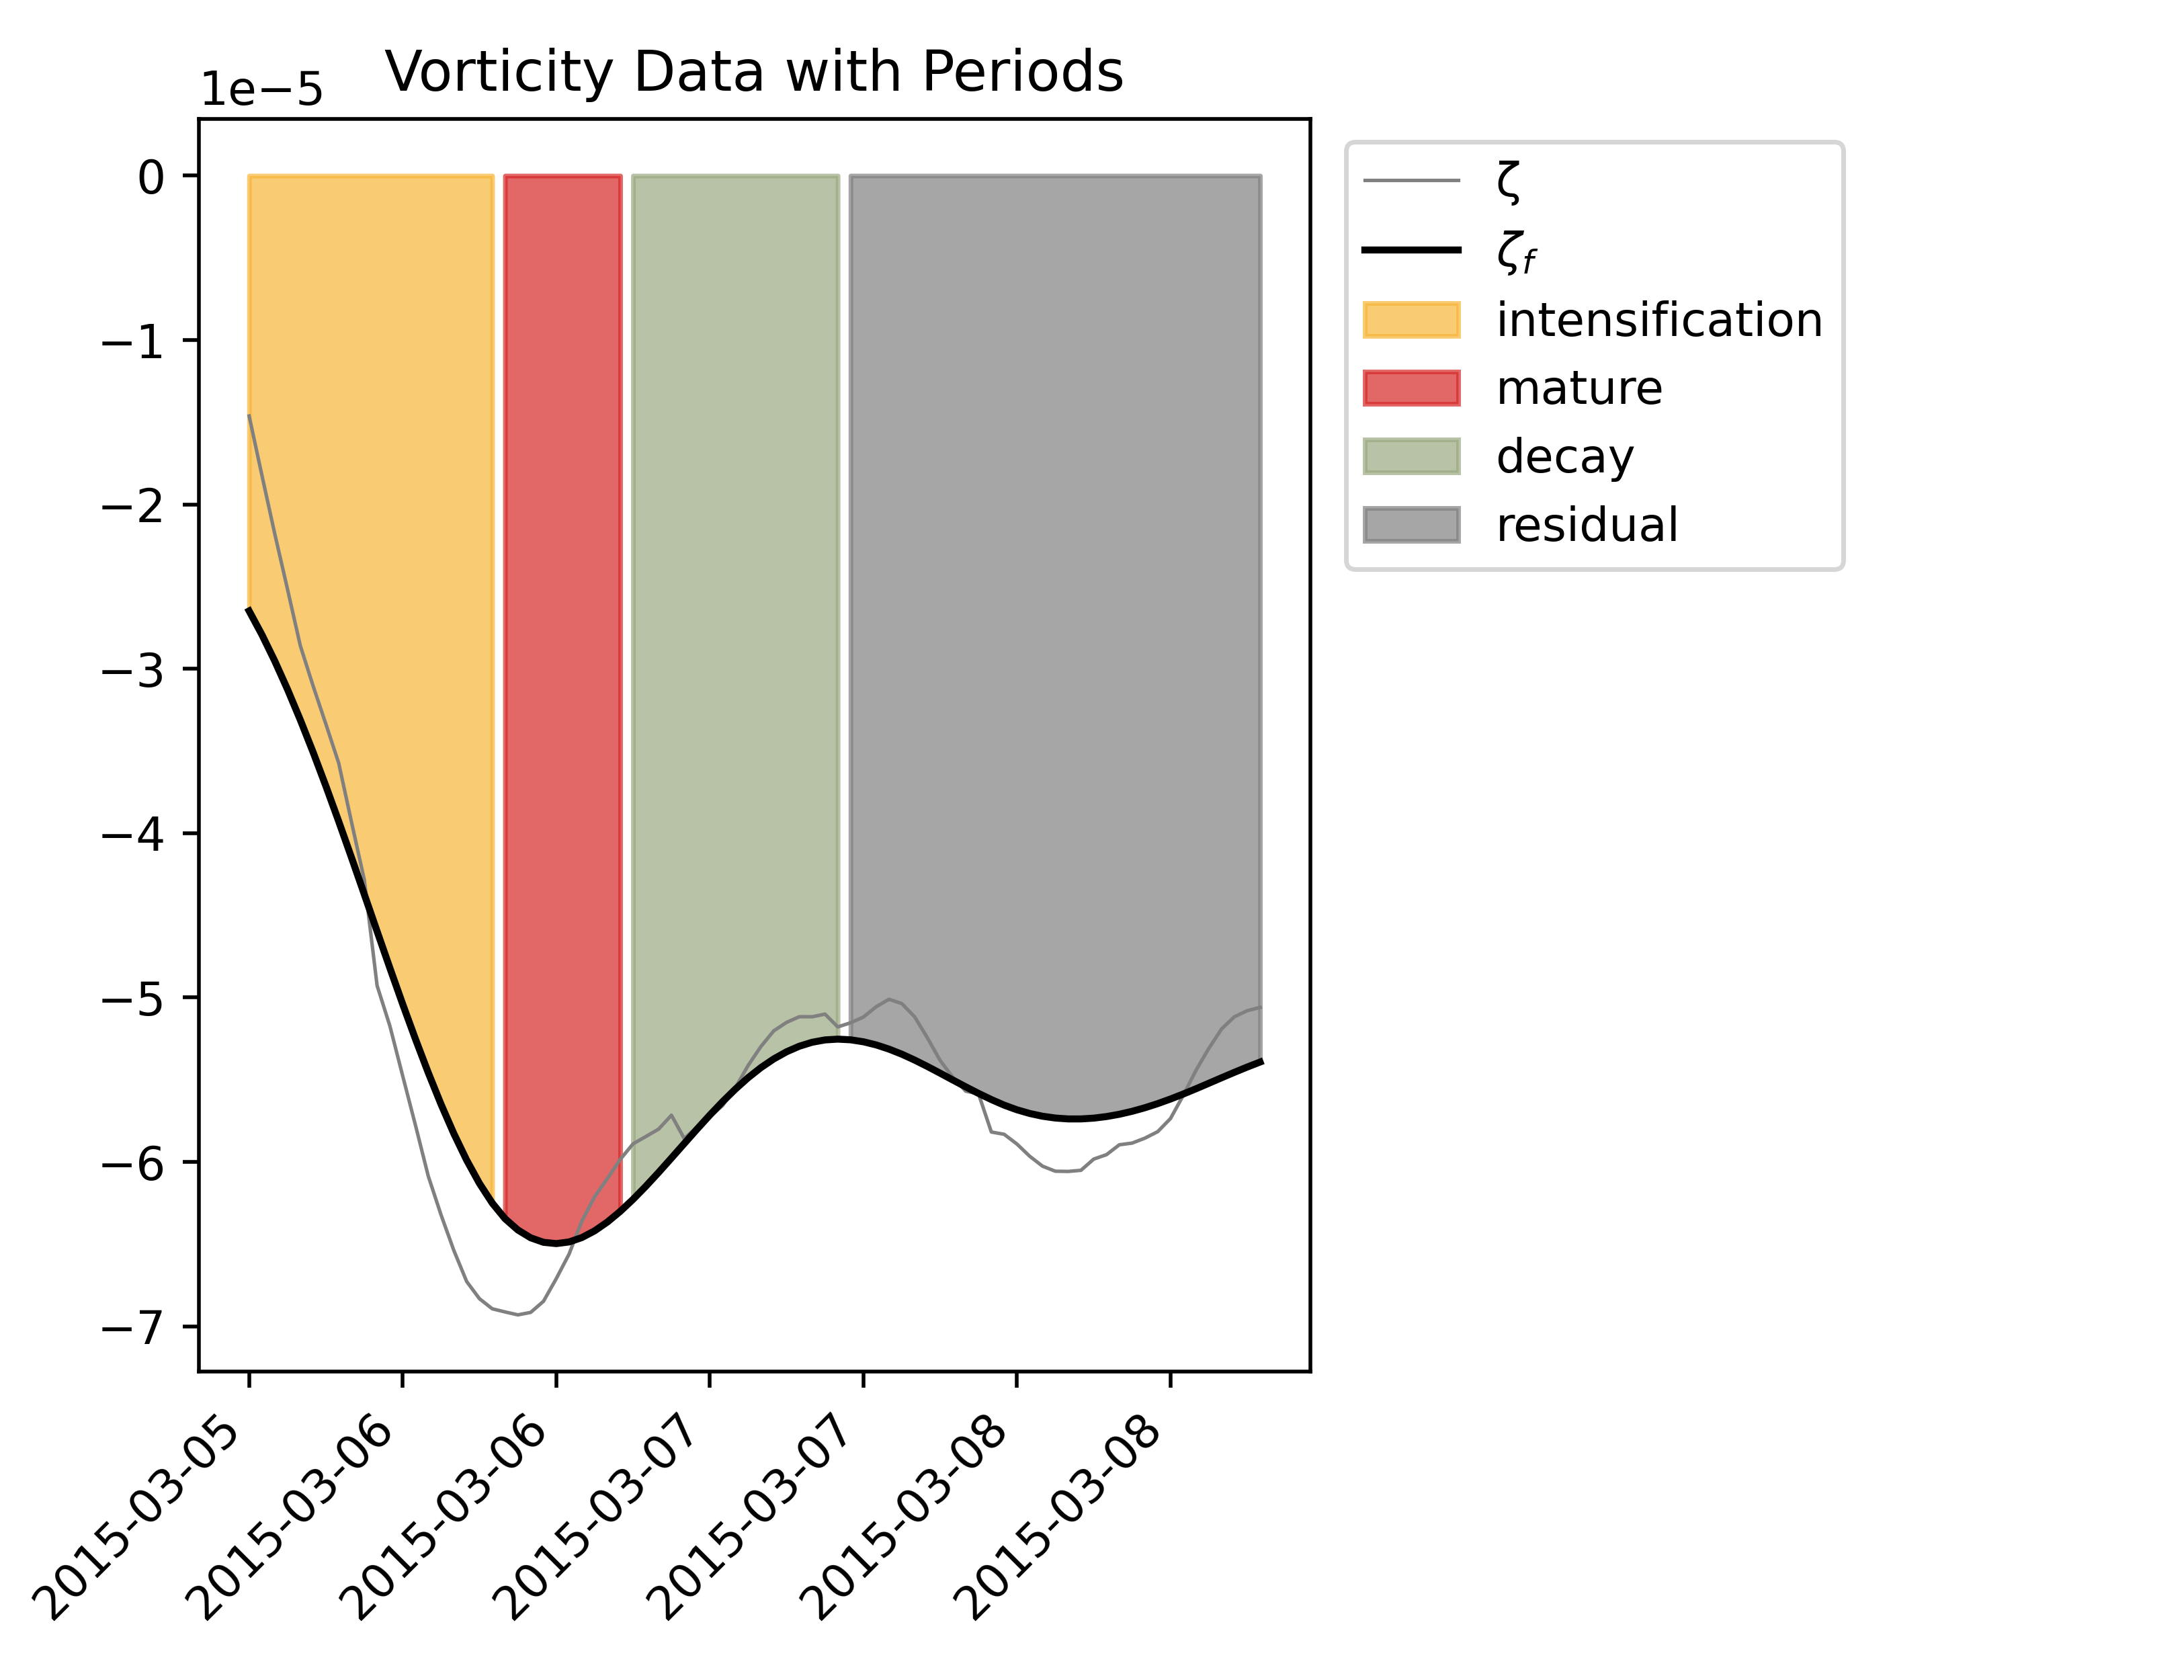 Vorticity Data with Periods
1e−5
0
−1
−2
−3
−4
−5
−6
−7
2015-03-05
2015-03-06
2015-03-06
2015-03-07
2015-03-07
2015-03-08
2015-03-08
ζ
ζf
intensification
mature
decay
residual